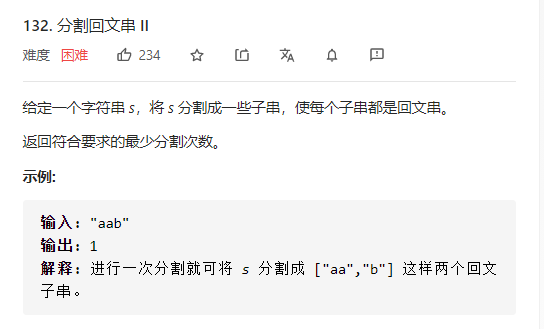 132. 分割回文串 II
难度 困难 234
给定一个字符串 s，将 s 分割成一些子串，使每个子串都是回文串。
返回符合要求的最少分割次数。
示例:
输入: "aab"
输出: 1
解释: 进行一次分割就可将 s 分割成 ["aa","b"] 这样两个回文
子串。